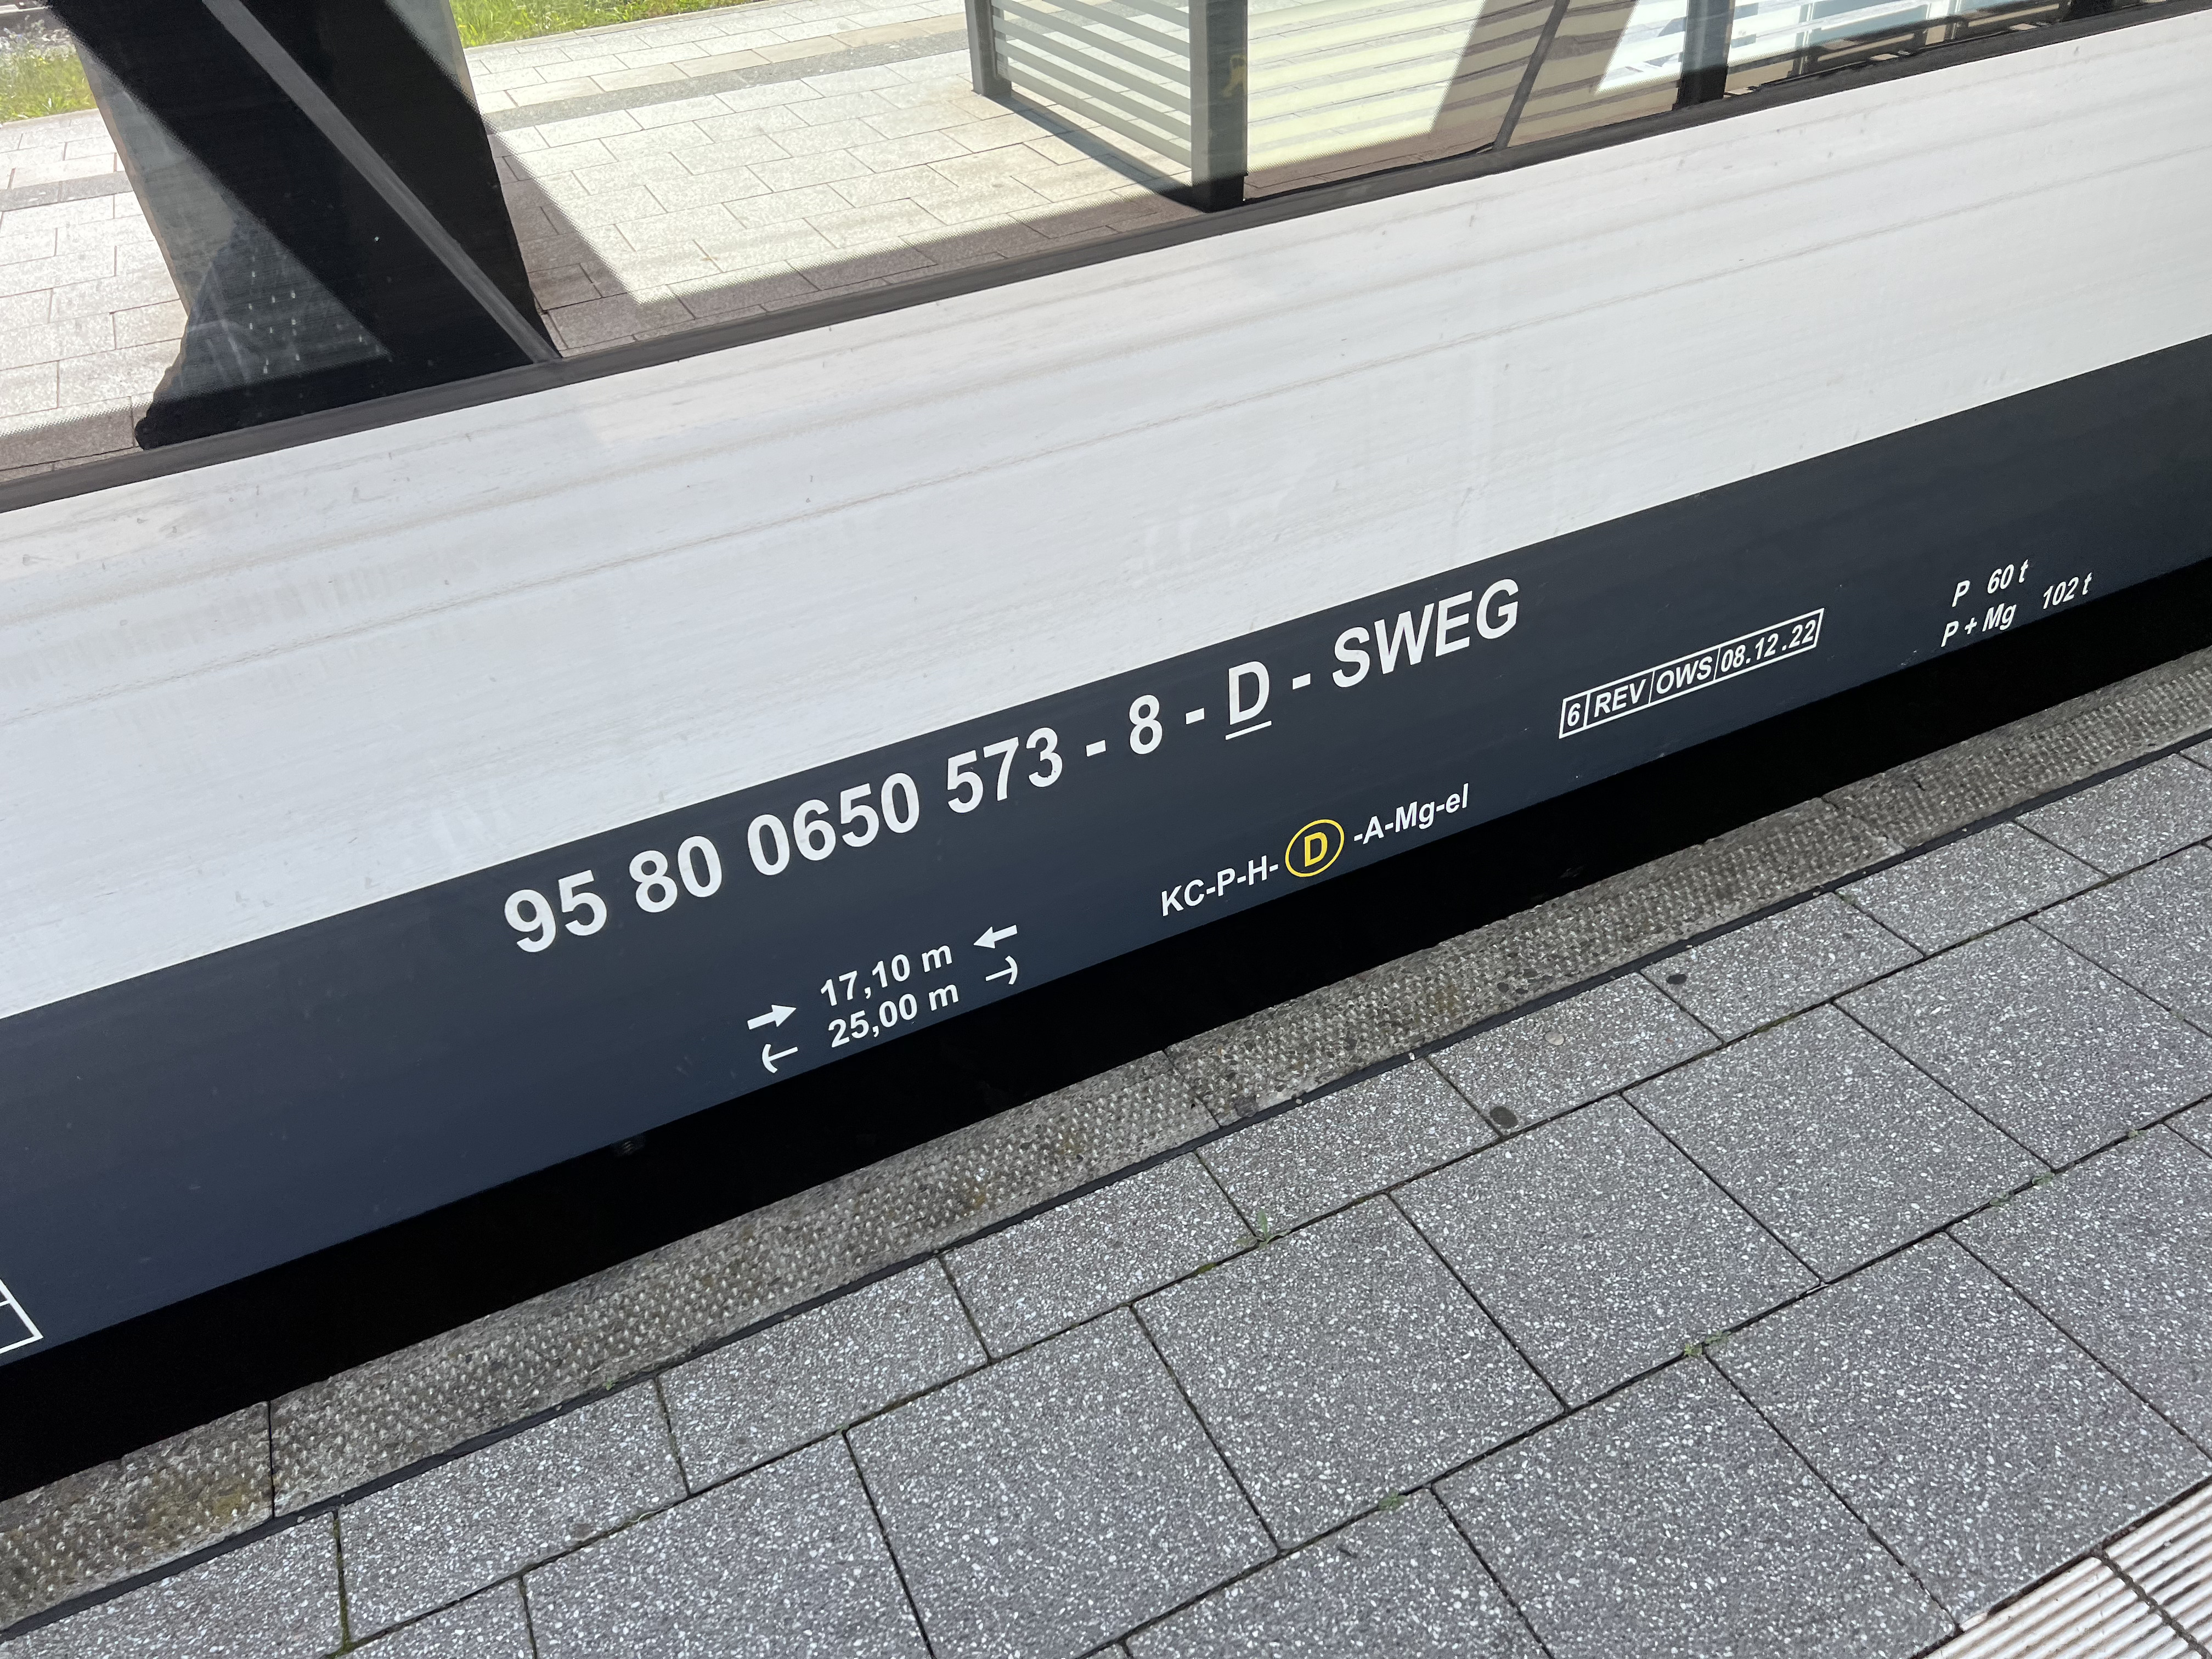 95 80 0650 573 - 8 - D - SWEG
17,10 m
25,00 m
KC-P-H- D -A-Mg-el
6 REV OWS 08.12.22
P 60 t
P + Mg 102 t